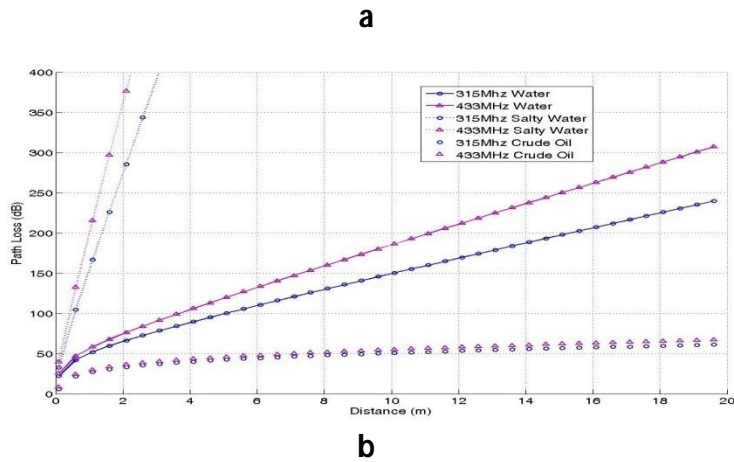 a
400
350
300
250
200
150
100
50
0
Path Loss (dB)
315Mhz Water
433MHz Water
315Mhz Salty Water
433MHz Salty Water
315Mhz Crude Oil
433MHz Crude Oil
0 2 4 6 8 10 12 14 16 18 20
Distance (m)
b